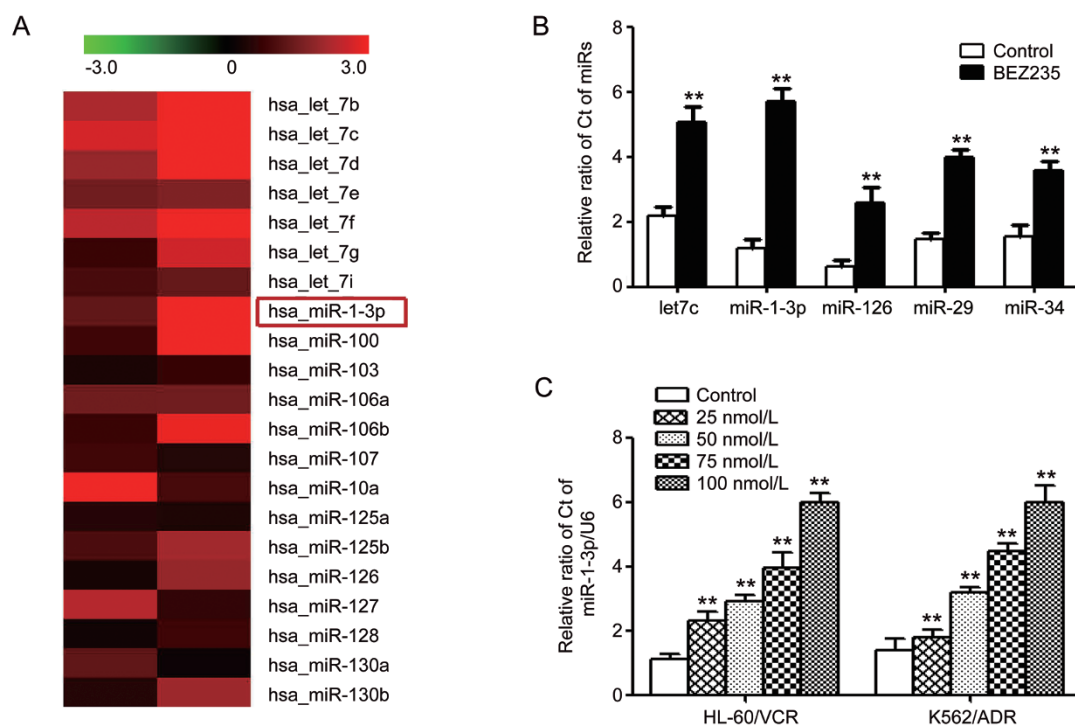 A
-3.0 0 3.0
hsa_let_7b
hsa_let_7c
hsa_let_7d
hsa_let_7e
hsa_let_7f
hsa_let_7g
hsa_let_7i
hsa_miR-1-3p
hsa_miR-100
hsa_miR-103
hsa_miR-106a
hsa_miR-106b
hsa_miR-107
hsa_miR-10a
hsa_miR-125a
hsa_miR-125b
hsa_miR-126
hsa_miR-127
hsa_miR-128
hsa_miR-130a
hsa_miR-130b
B
Relative ratio of Ct of miRs
8
6
4
2
0
Control
BEZ235
** ** ** ** **
let7c miR-1-3p miR-126 miR-29 miR-34
C
Relative ratio of Ct of
miR-1-3p/U6
8
6
4
2
0
Control
25 nmol/L
50 nmol/L
75 nmol/L
100 nmol/L
** ** ** ** ** ** ** **
HL-60/VCR K562/ADR